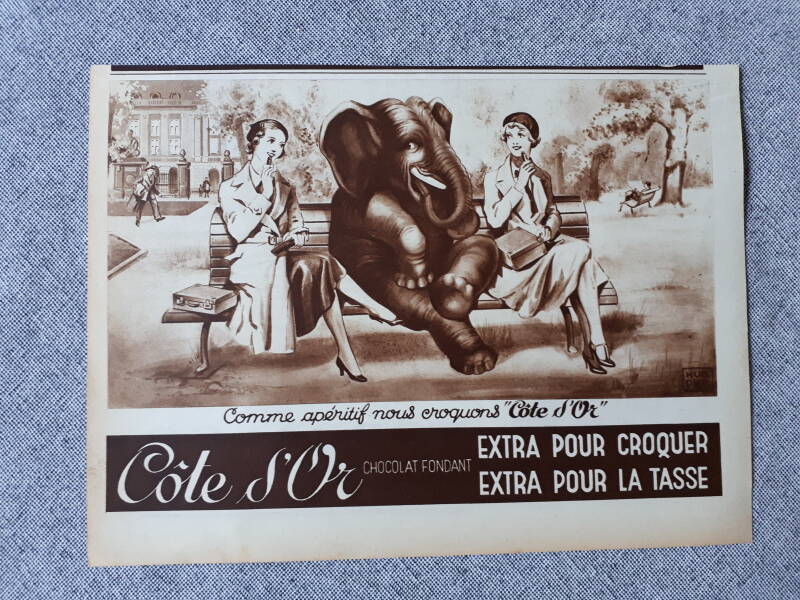 Comme apéritif nous croquons "Côte d'Or"
Côte d'Or CHOCOLAT FONDANT
EXTRA POUR CROQUER
EXTRA POUR LA TASSE